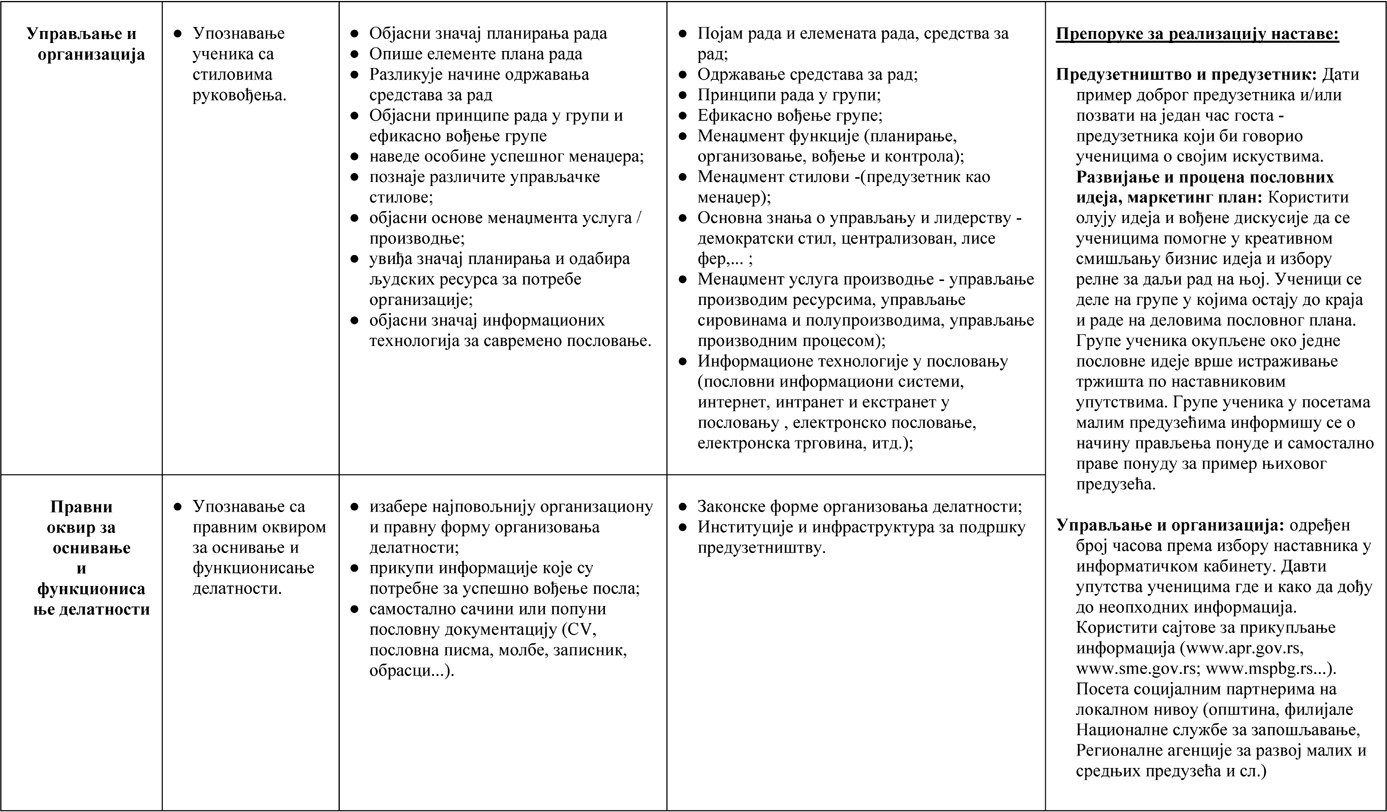 Управљање и
организација
● Упознавање
ученика са
стиловима
руковођења.
● Објасни значај планирања рада
● Опише елементе плана рада
● Разликује начине одржавања
средстава за рад
● Објасни принципе рада у групи и
ефикасно вођење групе
● наведе особине успешног менаџера;
● познаје различите управљачке
стилове;
● објасни основе менаџмента услуга /
производње;
● увиђа значај планирања и одабира
људских ресурса за потребе
организације;
● објасни значај информационих
технологија за савремено пословање.
● Појам рада и елемената рада, средства за
рад;
● Одржавање средстава за рад;
● Принципи рада у групи;
● Ефикасно вођење групе;
● Менаџмент функције (планирање,
организовање, вођење и контрола);
● Менаџмент стилови -(предузетник као
менаџер);
● Основна знања о управљању и лидерству -
демократски стил, централизован, лисе
фер,... ;
● Менаџмент услуга производње - управљање
производим ресурсима, управљање
сировинама и полупроизводима, управљање
производним процесом);
● Информационе технологије у пословању
(пословни информациони системи,
интернет, интранет и екстранет у
пословању , електронско пословање,
електронска трговина, итд.);
Препоруке за реализацију наставе:
Предузетништво и предузетник: Дати
пример доброг предузетника и/или
позвати на један час госта -
предузетника који би говорио
ученицима о својим искуствима.
Развијање и процена пословних
идеја, маркетинг план: Користити
олују идеја и вођене дискусије да се
ученицима помогне у креативном
смишљању бизнис идеја и избору
релне за даљи рад на њој. Ученици се
деле на групе у којима остају до краја
и раде на деловима пословног плана.
Групе ученика окупљене око једне
пословне идеје врше истраживање
тржишта по наставниковим
упутствима. Групе ученика у посетама
малим предузећима информишу се о
начину прављења понуде и самостално
праве понуду за пример њиховог
предузећа.
Управљање и организација: одређен
број часова према избору наставника у
информатичком кабинету. Давти
упутства ученицима где и како да дођу
до неопходних информација.
Користити сајтове за прикупљање
информација (www.apr.gov.rs,
www.sme.gov.rs; www.mspbg.rs...).
Посета социјалним партнерима на
локалном нивоу (општина, филијале
Националне службе за запошљавање,
Регионалне агенције за развој малих и
средњих предузећа и сл.)
Правни
оквир за
оснивање
и
функциониса
ње делатности
● Упознавање са
правним оквиром
за оснивање и
функционисање
делатности.
● изабере најповољнију организациону
и правну форму организовања
делатности;
● прикупи информације које су
потребне за успешно вођење посла;
● самостално сачини или попуни
пословну документацију (CV,
пословна писма, молбе, записник,
обрасци...).
● Законске форме организовања делатности;
● Институције и инфраструктура за подршку
предузетништву.